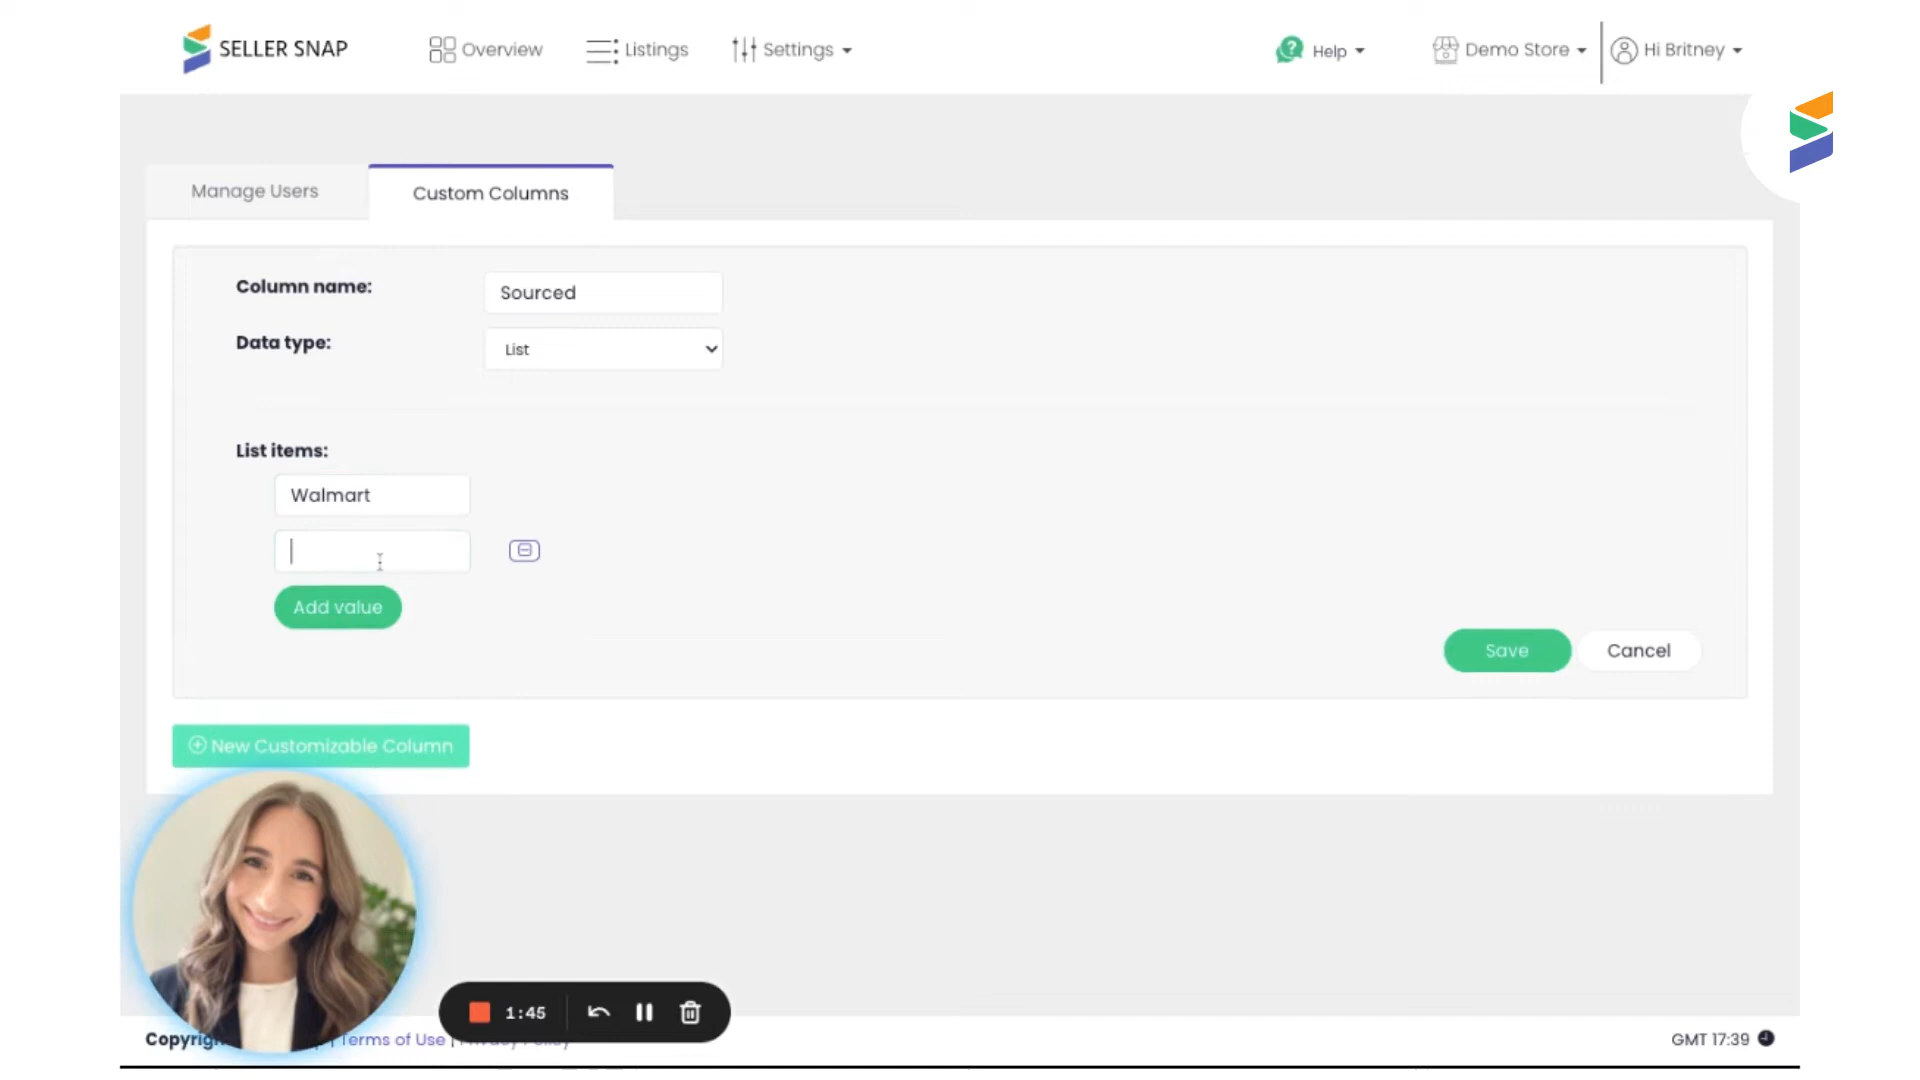 SELLER SNAP
Overview
Listings
Settings
Help
Demo Store
Hi Britney
Manage Users
Custom Columns
Column name:
Sourced
Data type:
List
List items:
Walmart
Add value
Save
Cancel
New Customizable Column
1:45
Terms of Use |
GMT 17:39